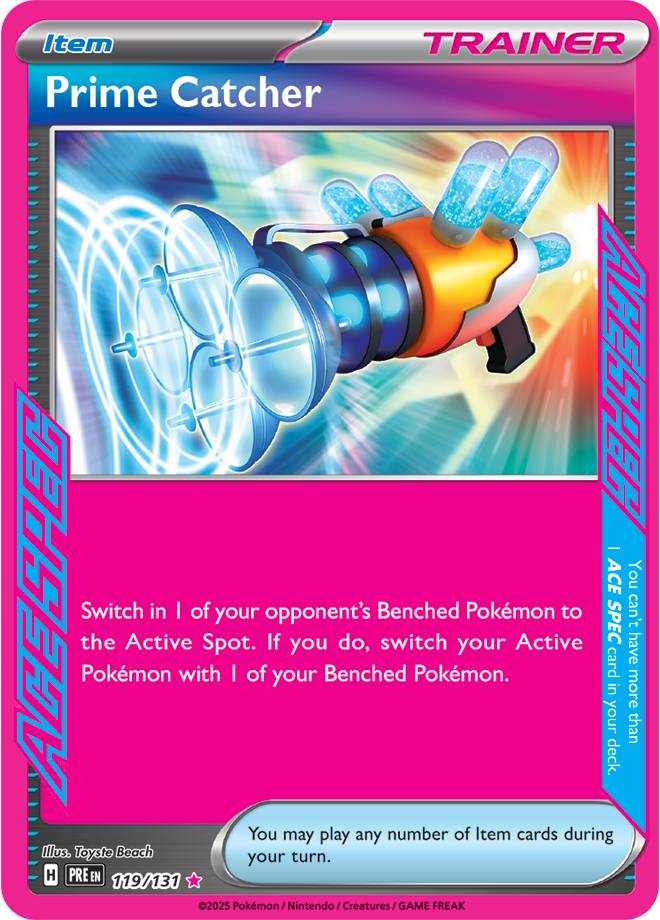 Item
TRAINER
Prime Catcher
ACE SPEC
ACE SPEC
You can't have more than
1 ACE SPEC card in your deck.
Switch in 1 of your opponent's Benched Pokémon to
the Active Spot. If you do, switch your Active
Pokémon with 1 of your Benched Pokémon.
You may play any number of Item cards during
your turn.
Illus. Toyste Beach
H PRE EN 119/131
©2025 Pokémon / Nintendo / Creatures / GAME FREAK